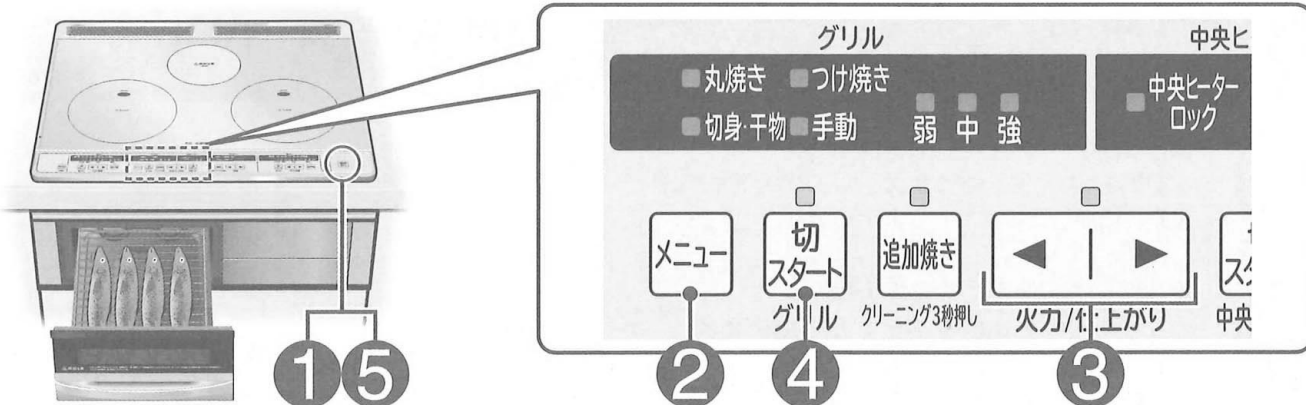 グリル
中央ヒ
丸焼き
つけ焼き
切身・干物
手動
弱 中 強
中央ヒーター
ロック
メニュー
切
スタート
追加焼き
グリル
クリーニング3秒押し
火力/仕上がり
中央
1 5
2
4
3